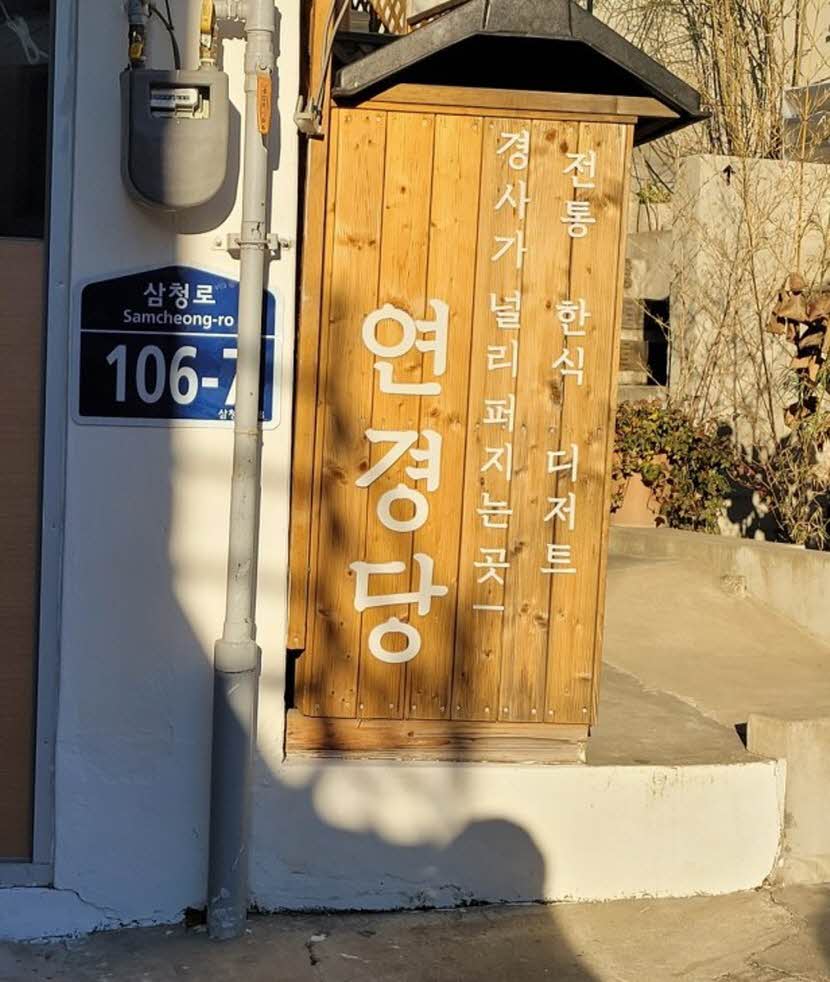 삼청로
Samcheong-ro
106-7
전통 한식 . 디저트
경사가 널리퍼지는곳ㅡ
연경당